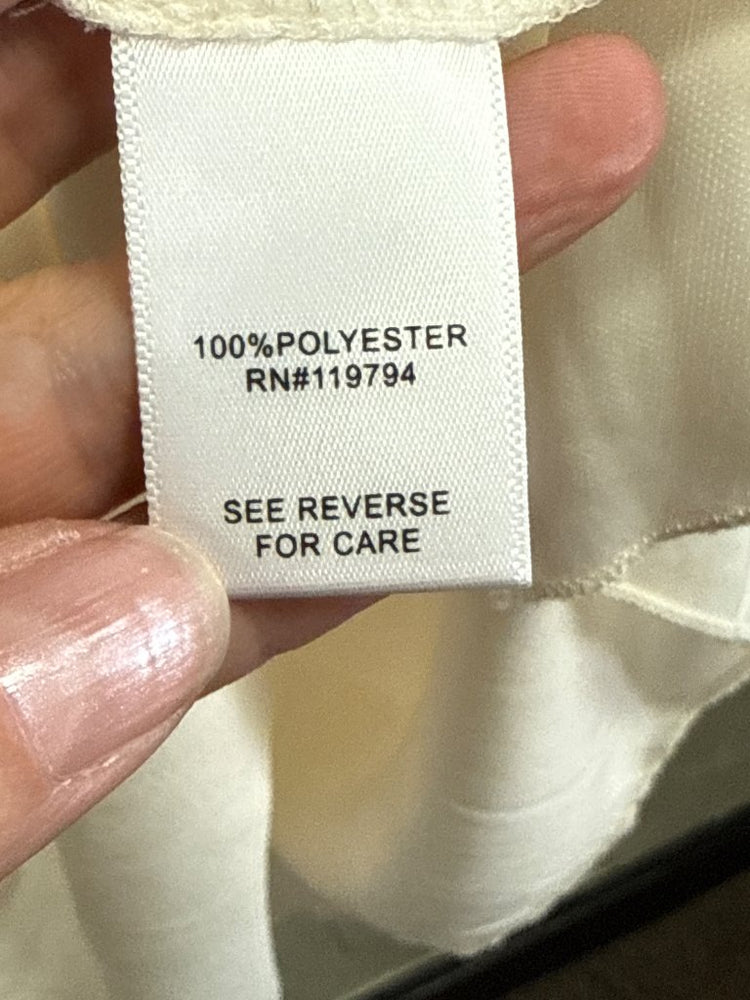 100%POLYESTER
RN#119794
SEE REVERSE
FOR CARE